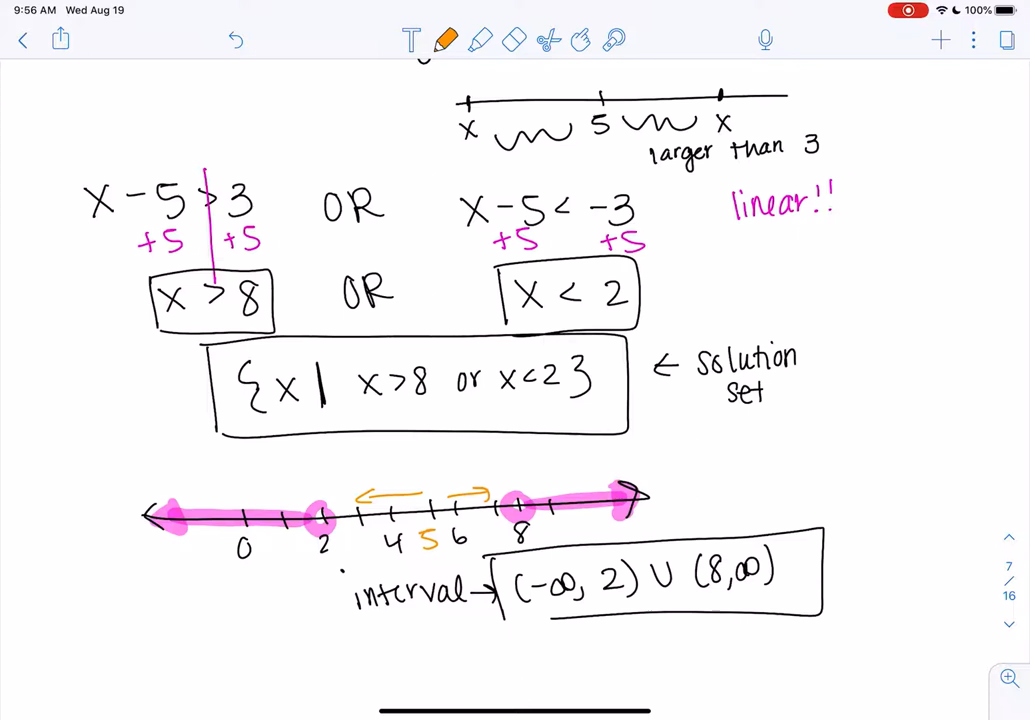 9:56 AM Wed Aug 19 100%
T
x 5 x
larger than 3
x - 5 > 3 OR x - 5 < -3 linear!!
+5 +5 +5 +5
x > 8 OR x < 2
{x | x>8 or x<2} ← solution
set
0 2 4 5 6 8
interval → (-∞, 2) ∪ (8,∞)
7
/
16